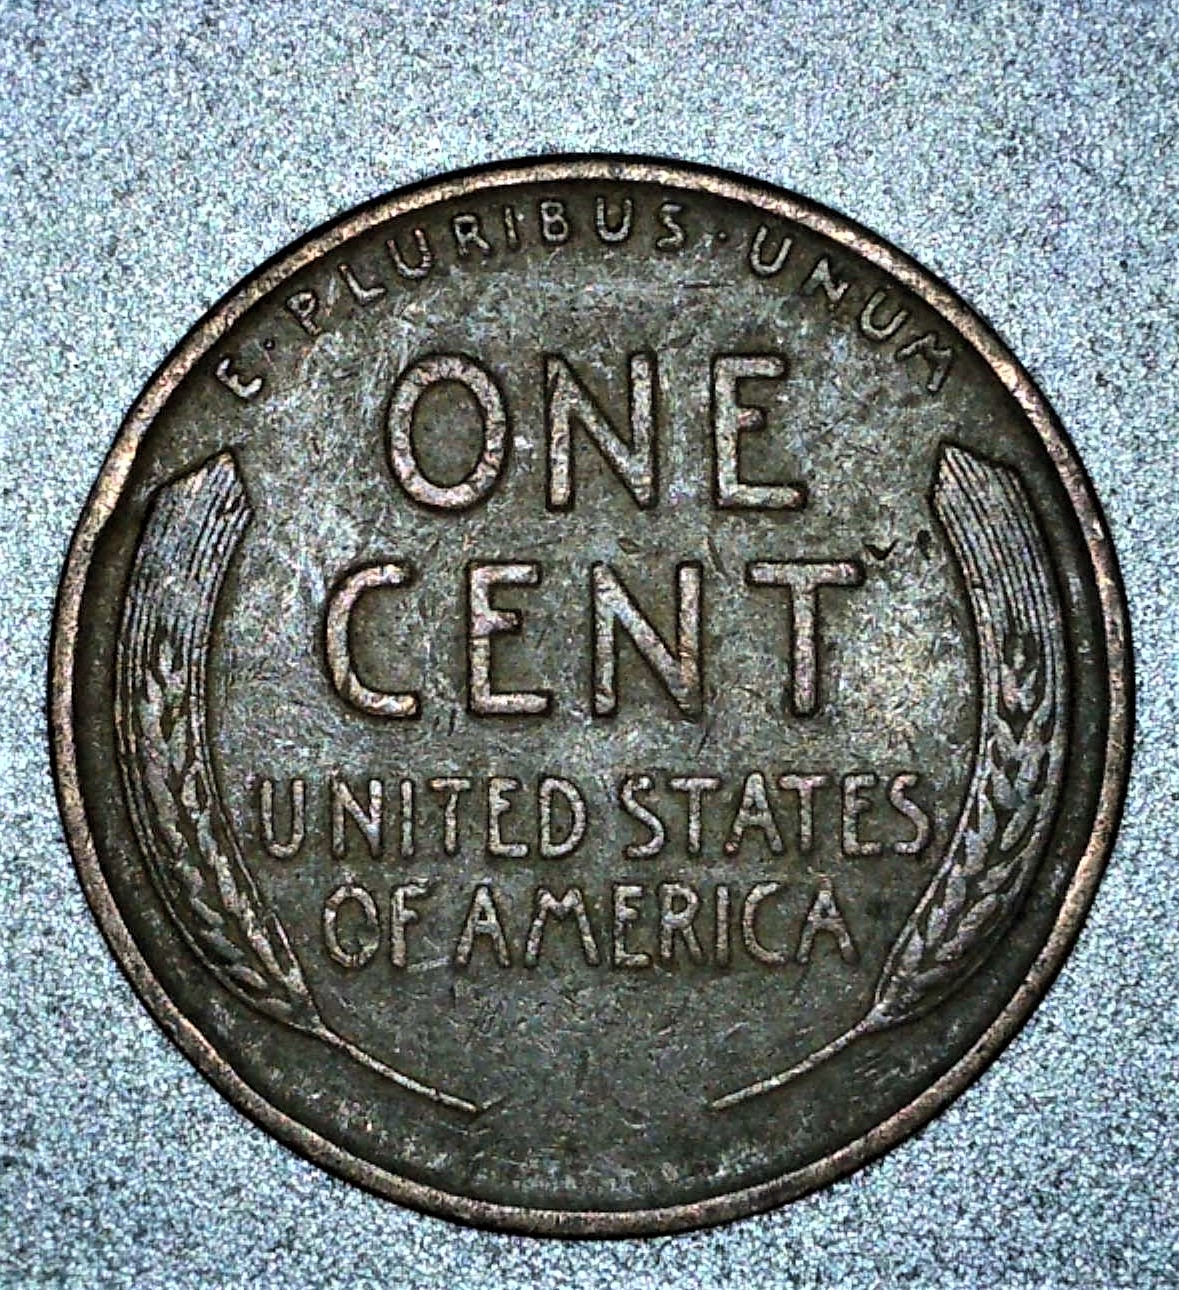 E·PLURIBUS·UNUM
ONE
CENT
UNITED STATES
OF AMERICA